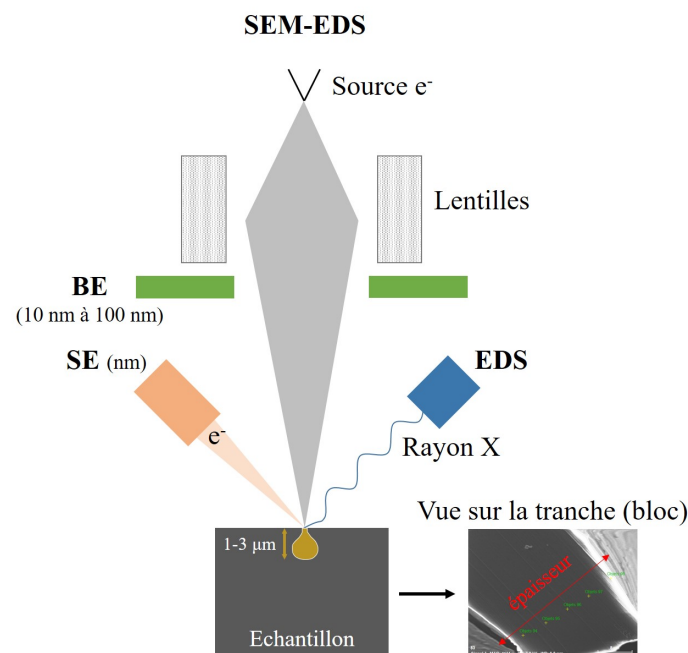 SEM-EDS
Source e-
Lentilles
BE
(10 nm à 100 nm)
SE (nm)
EDS
e-
Rayon X
Vue sur la tranche (bloc)
1-3 μm
épaisseur
Echantillon